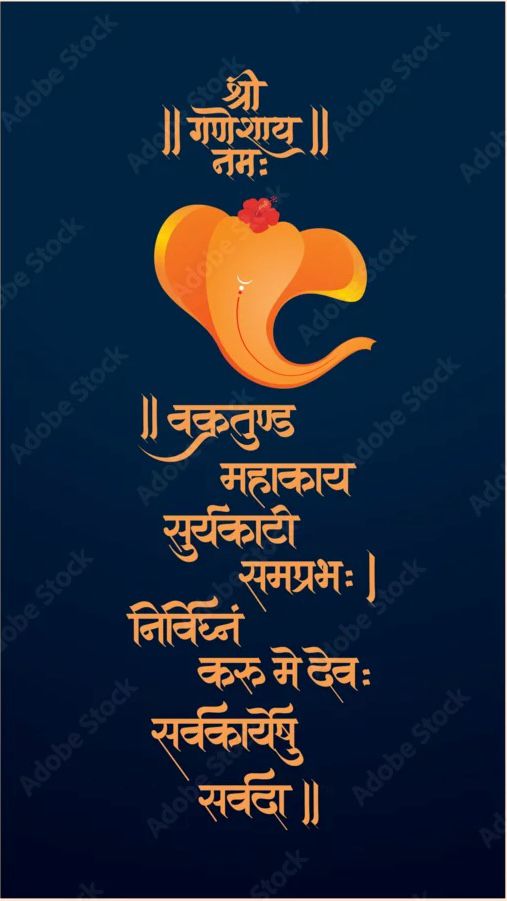 श्री
|| गणेशाय ||
नमः
|| वक्रतुण्ड
महाकाय
सुर्यकाटी
समप्रभः |
निर्विघ्नं
करु मे देवः
सर्वकार्येषु
सर्वदा ||
Adobe Stock